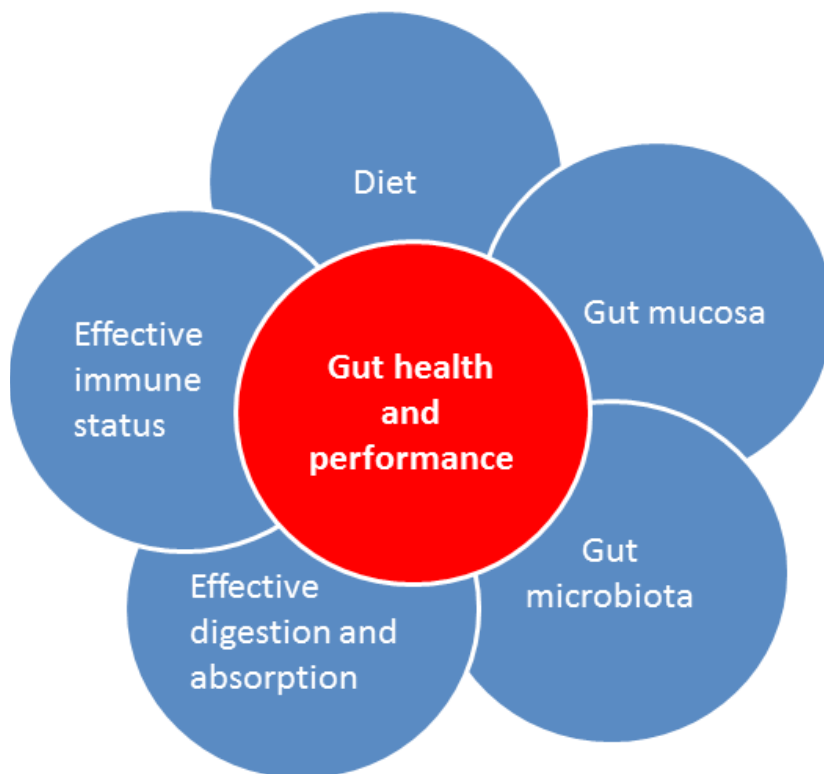 Diet
Gut mucosa
Effective
immune
status
Gut health
and
performance
Gut
microbiota
Effective
digestion and
absorption